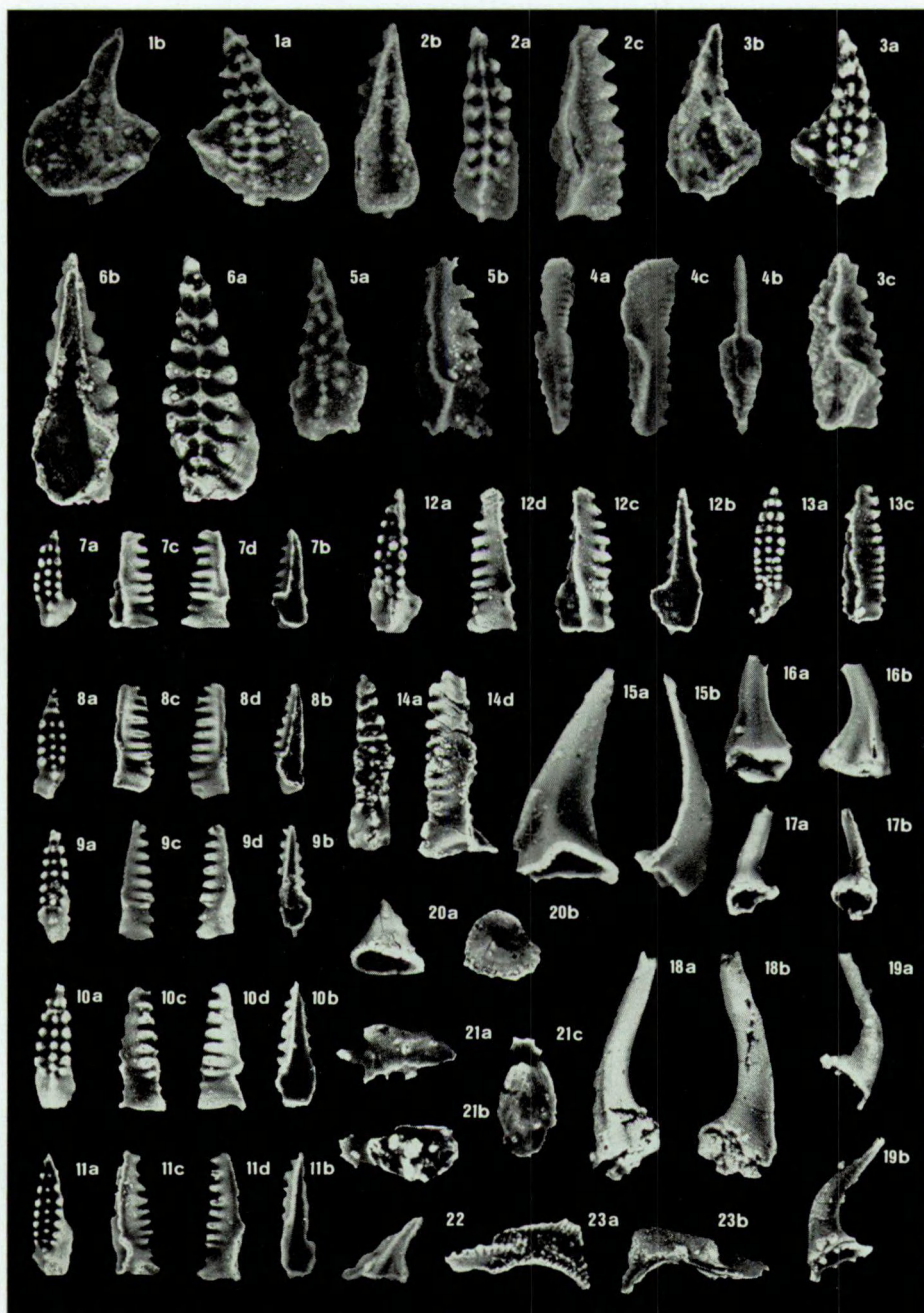 1b 1a 2b 2a 2c 3b 3a
6b 6a 5a 5b 4a 4c 4b 3c
12a 12d 12c 12b 13a 13c
7a 7c 7d 7b
8a 8c 8d 8b 14a 14d 15a 15b 16a 16b
9a 9c 9d 9b 17a 17b
20a 20b
18a 18b 19a
10a 10c 10d 10b
21a 21c
21b
11a 11c 11d 11b 19b
22 23a 23b